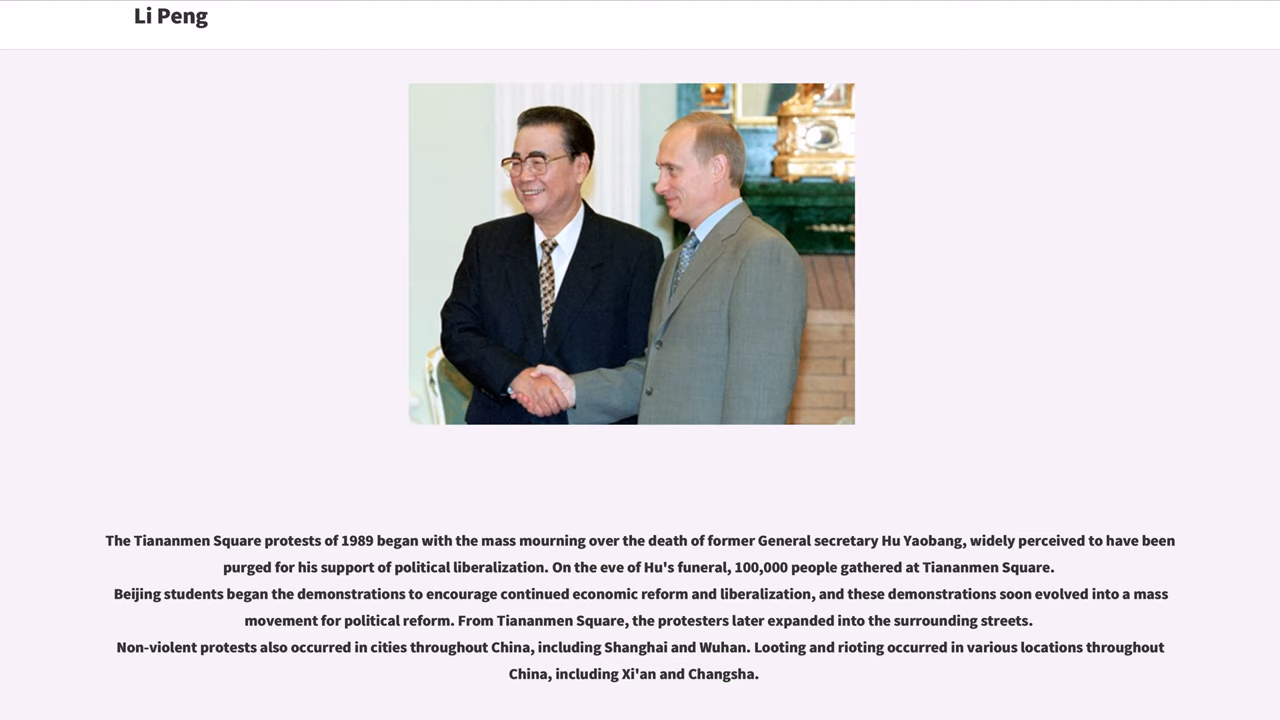 Li Peng
The Tiananmen Square protests of 1989 began with the mass mourning over the death of former General secretary Hu Yaobang, widely perceived to have been
purged for his support of political liberalization. On the eve of Hu's funeral, 100,000 people gathered at Tiananmen Square.
Beijing students began the demonstrations to encourage continued economic reform and liberalization, and these demonstrations soon evolved into a mass
movement for political reform. From Tiananmen Square, the protesters later expanded into the surrounding streets.
Non-violent protests also occurred in cities throughout China, including Shanghai and Wuhan. Looting and rioting occurred in various locations throughout
China, including Xi'an and Changsha.